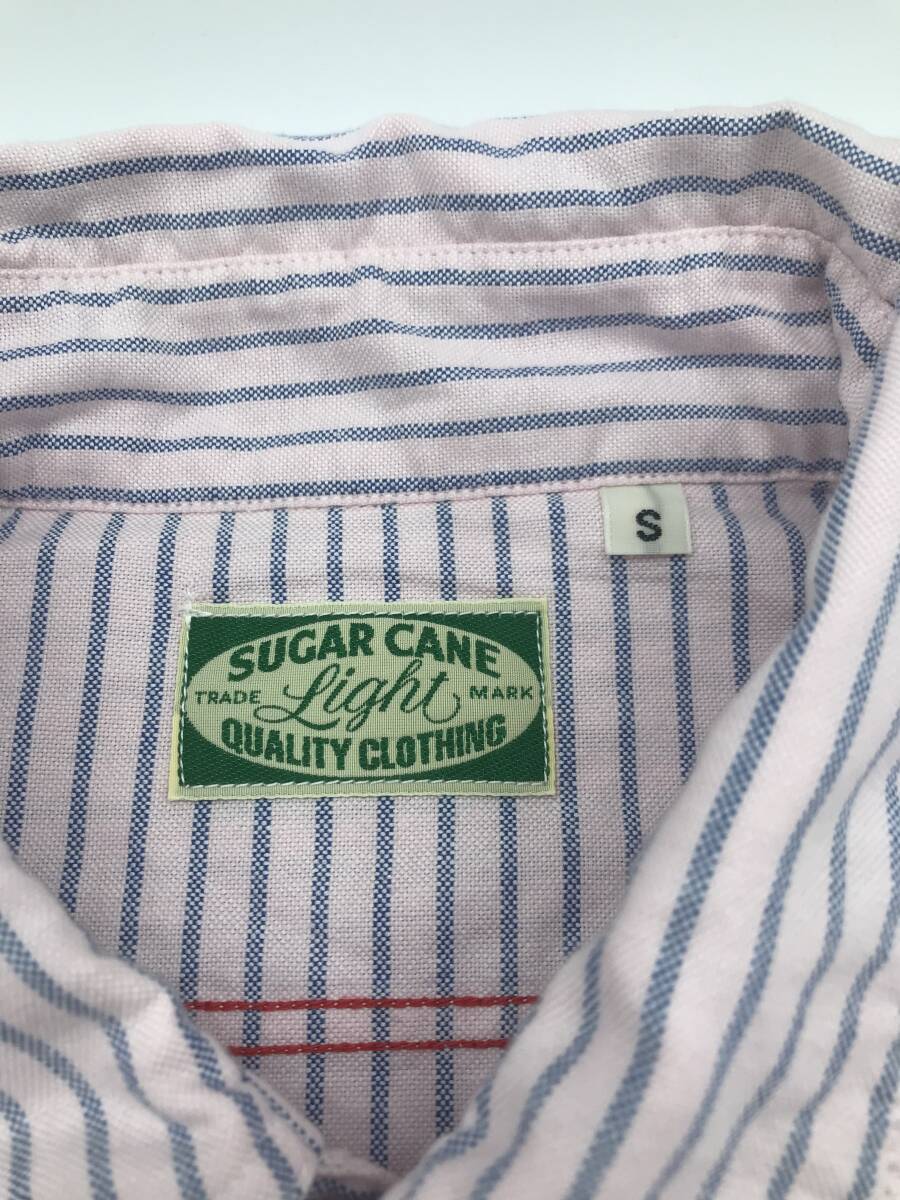 S
SUGAR CANE
TRADE Light MARK
QUALITY CLOTHING